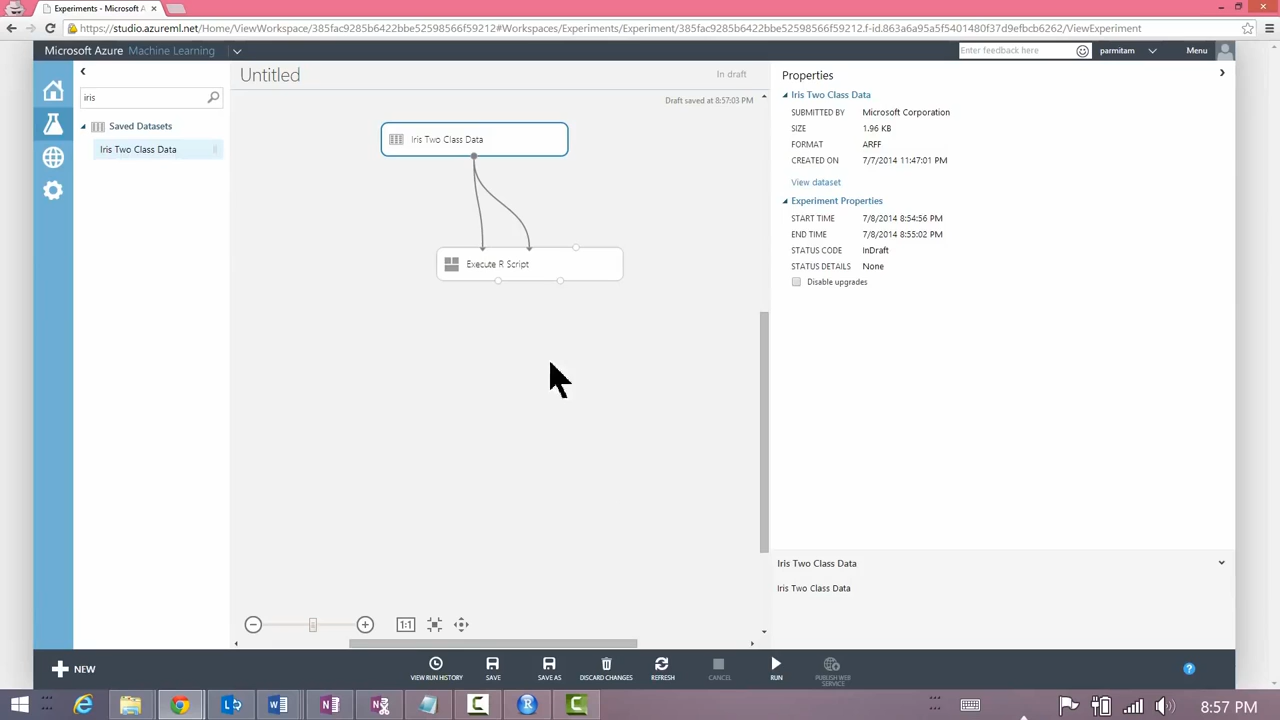 Experiments - Microsoft A
https://studio.azureml.net/Home/ViewWorkspace/385fac9285b6422bbe52598566f59212#Workspaces/Experiments/Experiment/385fac9285b6422bbe52598566f59212.f-id.863a6a95a5f5401480f37d9efbcb6262/ViewExperiment
Microsoft Azure Machine Learning
Enter feedback here
parmitam
Menu
iris
Saved Datasets
Iris Two Class Data
Untitled
In draft
Draft saved at 8:57:03 PM
Iris Two Class Data
Execute R Script
1:1
Properties
Iris Two Class Data
SUBMITTED BY Microsoft Corporation
SIZE 1.96 KB
FORMAT ARFF
CREATED ON 7/7/2014 11:47:01 PM
View dataset
Experiment Properties
START TIME 7/8/2014 8:54:56 PM
END TIME 7/8/2014 8:55:02 PM
STATUS CODE InDraft
STATUS DETAILS None
Disable upgrades
Iris Two Class Data
Iris Two Class Data
NEW
VIEW RUN HISTORY
SAVE
SAVE AS
DISCARD CHANGES
REFRESH
CANCEL
RUN
PUBLISH WEB
SERVICE
8:57 PM